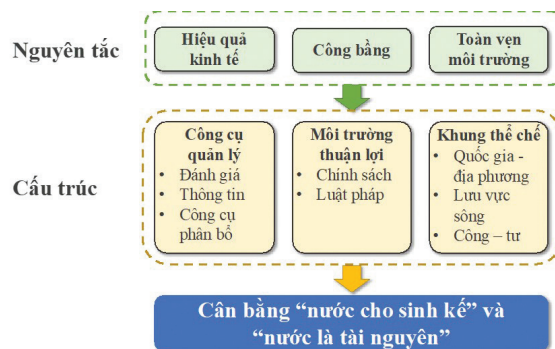 Nguyên tắc
Hiệu quả
kinh tế
Công bằng
Toàn vẹn
môi trường
Cấu trúc
Công cụ
quản lý
• Đánh giá
• Thông tin
• Công cụ
phân bổ
Môi trường
thuận lợi
• Chính sách
• Luật pháp
Khung thể chế
• Quốc gia -
địa phương
• Lưu vực
sông
• Công – tư
Cân bằng “nước cho sinh kế” và
“nước là tài nguyên”